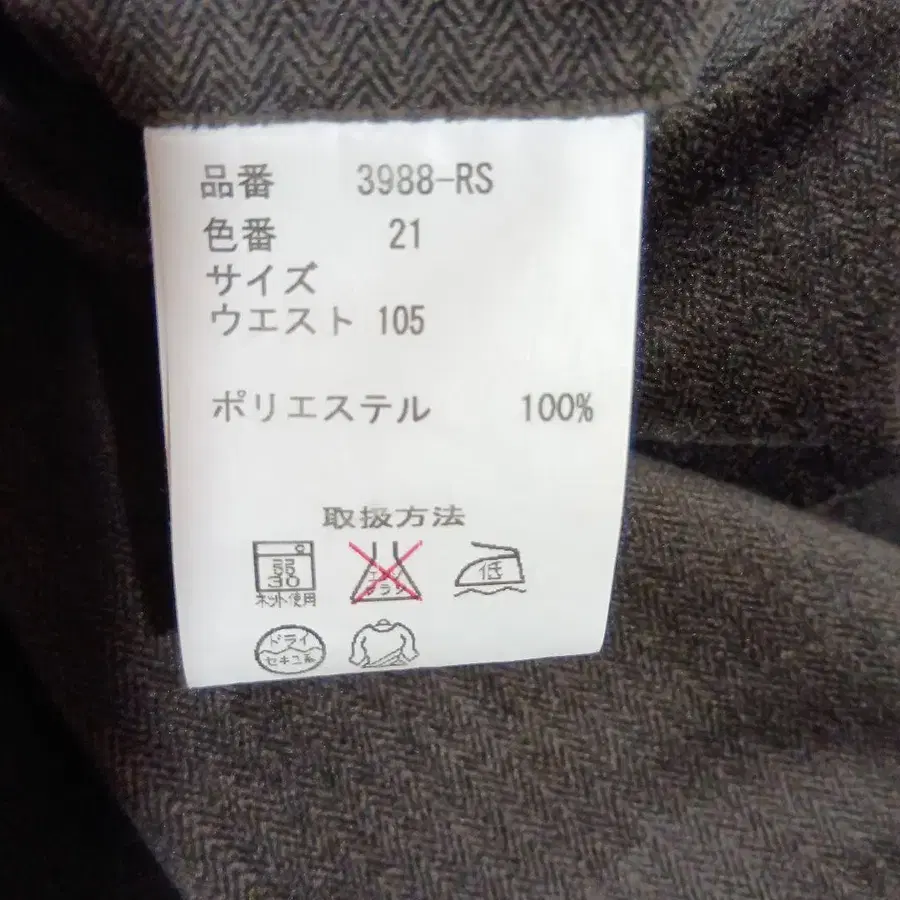 品番 3988-RS
色番 21
サイズ
ウエスト 105
ポリエステル 100%
取扱方法
弱
30
ネット使用
エンソ
サラシ
低
ドライ
セキユ系